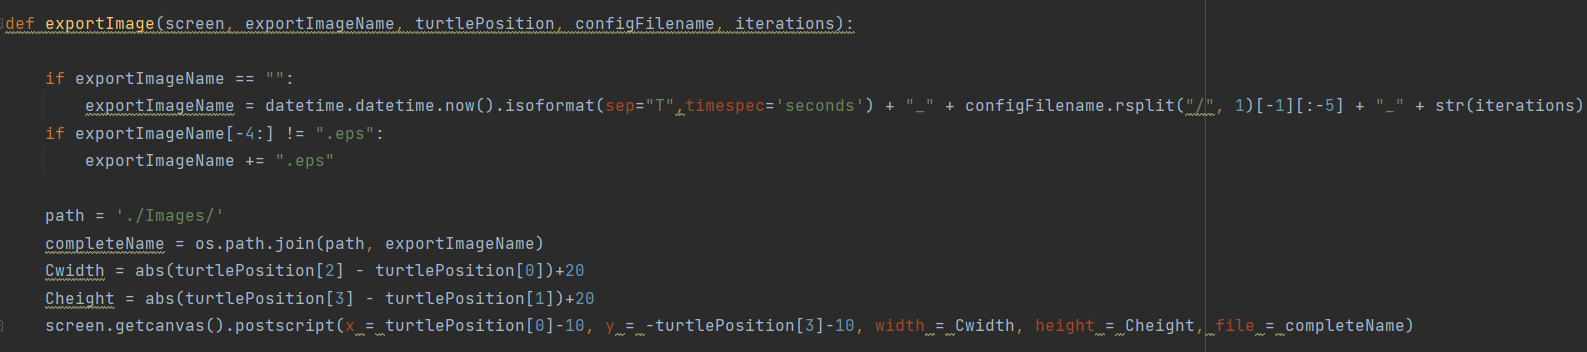 def exportImage(screen, exportImageName, turtlePosition, configFilename, iterations):
if exportImageName == "":
exportImageName = datetime.datetime.now().isoformat(sep="T",timespec='seconds') + "_" + configFilename.rsplit("/", 1)[-1][:-5] + "_" + str(iterations)
if exportImageName[-4:] != ".eps":
exportImageName += ".eps"
path = './Images/'
completeName = os.path.join(path, exportImageName)
Cwidth = abs(turtlePosition[2] - turtlePosition[0])+20
Cheight = abs(turtlePosition[3] - turtlePosition[1])+20
screen.getcanvas().postscript(x = turtlePosition[0]-10, y = -turtlePosition[3]-10, width = Cwidth, height = Cheight, file = completeName)